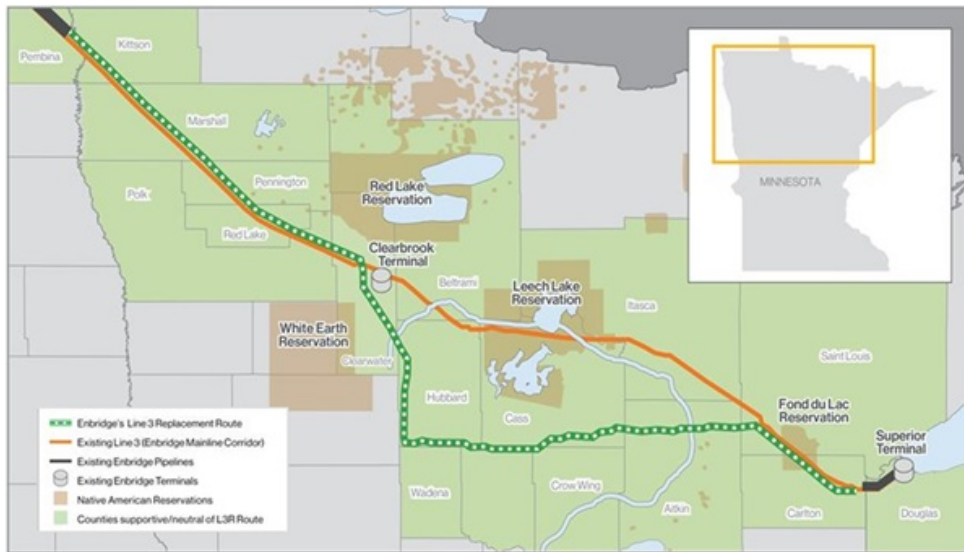 Pembina
Kittson
Marshall
Polk
Pennington
Red Lake
Red Lake
Reservation
Clearbrook
Terminal
Beltrami
Leech Lake
Reservation
Itasca
White Earth
Reservation
Clearwater
Hubbard
Cass
Saint Louis
Fond du Lac
Reservation
Superior
Terminal
Wadena
Crow Wing
Aitkin
Carlton
Douglas
MINNESOTA
Enbridge's Line 3 Replacement Route
Existing Line 3 (Enbridge Mainline Corridor)
Existing Enbridge Pipelines
Existing Enbridge Terminals
Native American Reservations
Counties supportive/neutral of L3R Route